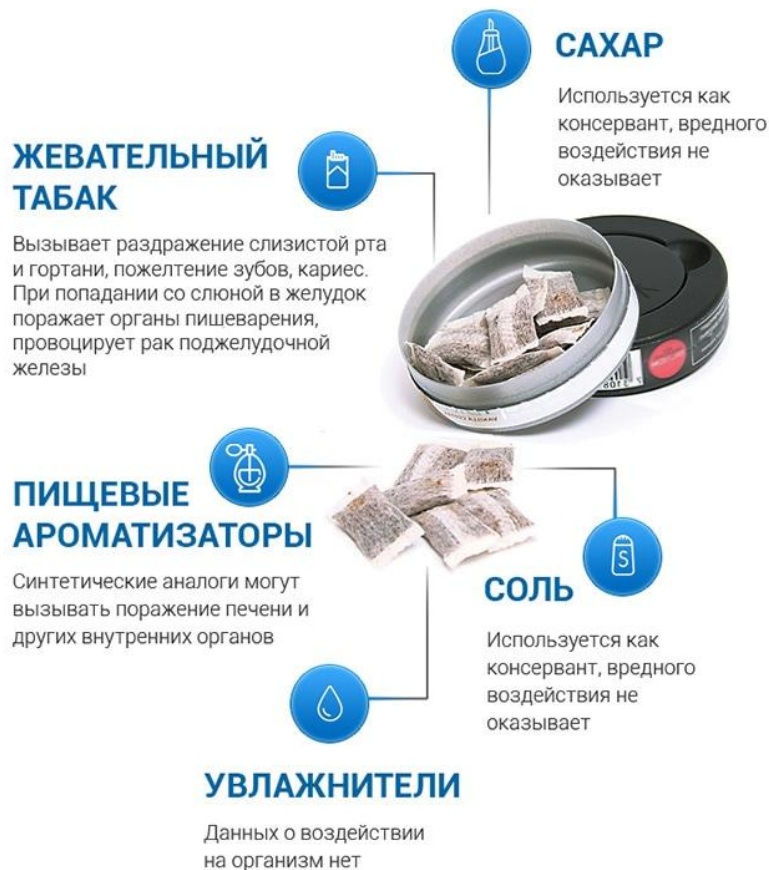 САХАР
Используется как
консервант, вредного
воздействия не
оказывает
ЖЕВАТЕЛЬНЫЙ
ТАБАК
Вызывает раздражение слизистой рта
и гортани, пожелтение зубов, кариес.
При попадании со слюной в желудок
поражает органы пищеварения,
провоцирует рак поджелудочной
железы
ПИЩЕВЫЕ
АРОМАТИЗАТОРЫ
Синтетические аналоги могут
вызывать поражение печени и
других внутренних органов
S
СОЛЬ
Используется как
консервант, вредного
воздействия не
оказывает
УВЛАЖНИТЕЛИ
Данных о воздействии
на организм нет